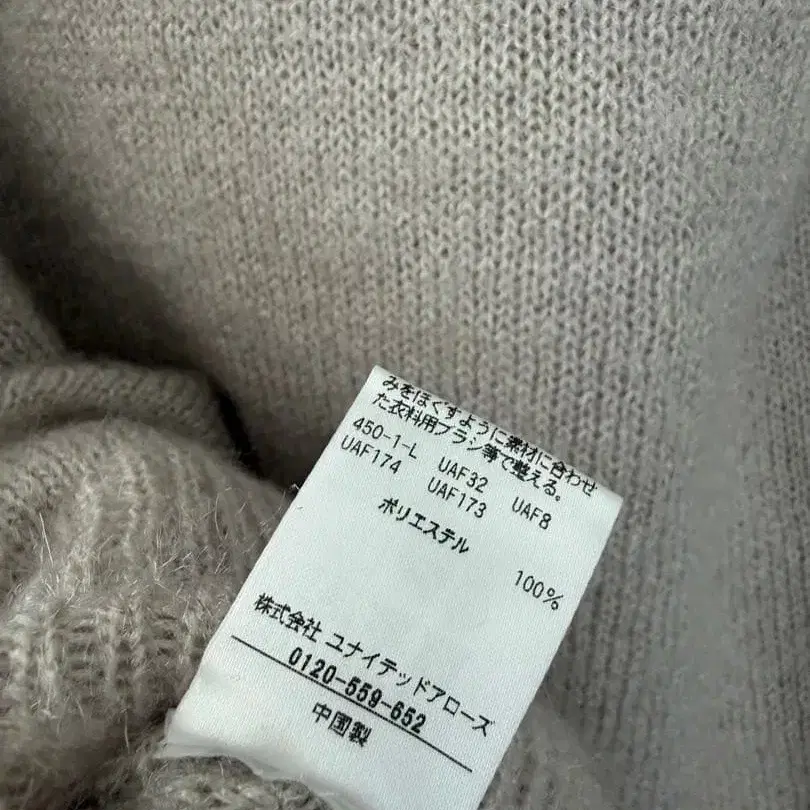 みをほぐすように素材に合わせ
た衣料用ブラシ等で整える。
450-1-L UAF32 UAF8
UAF174 UAF173
ポリエステル
100%
株式会社 ユナイテッドアローズ
0120-559-652
中国製